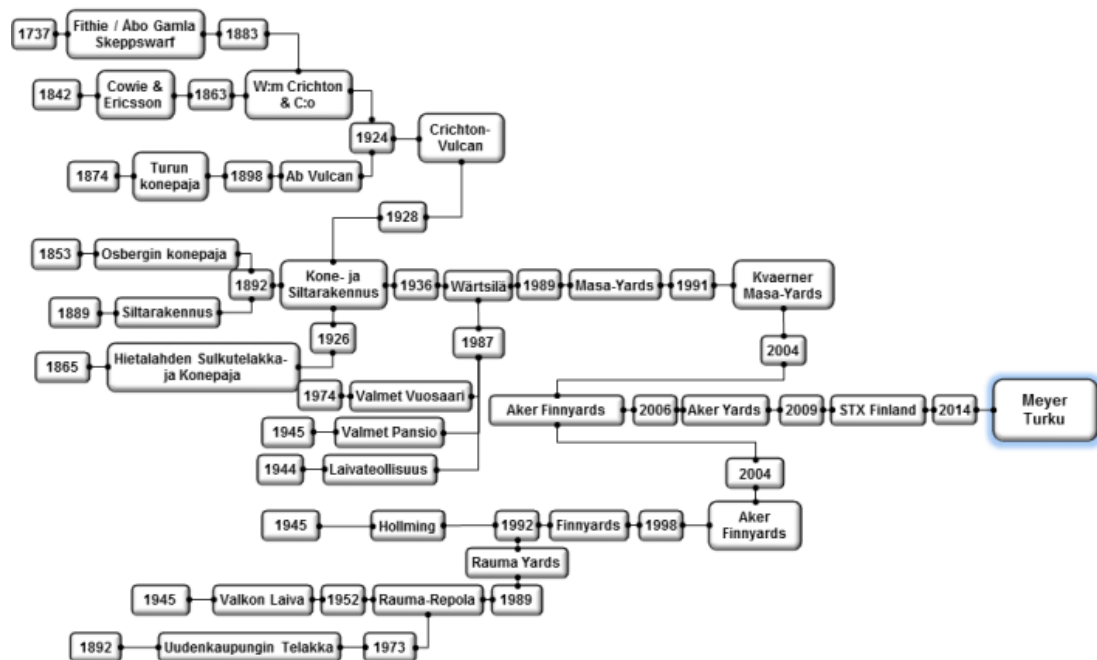 1737
Fithie / Åbo Gamla
Skeppswarf
1883
1842
Cowie &
Ericsson
1863
W:m Crichton
& C:o
1924
Crichton-
Vulcan
1874
Turun
konepaja
1898
Ab Vulcan
1928
1853
Osbergin konepaja
1892
Kone- ja
Siltarakennus
1936
Wärtsilä
1989
Masa-Yards
1991
Kvaerner
Masa-Yards
1889
Siltarakennus
1926
1987
2004
1865
Hietalahden Sulkutelakka-
ja Konepaja
1974
Valmet Vuosaari
Aker Finnyards
2006
Aker Yards
2009
STX Finland
2014
Meyer
Turku
1945
Valmet Pansio
1944
Laivateollisuus
2004
1945
Hollming
1992
Finnyards
1998
Aker
Finnyards
Rauma Yards
1945
Valkon Laiva
1952
Rauma-Repola
1989
1892
Uudenkaupungin Telakka
1973